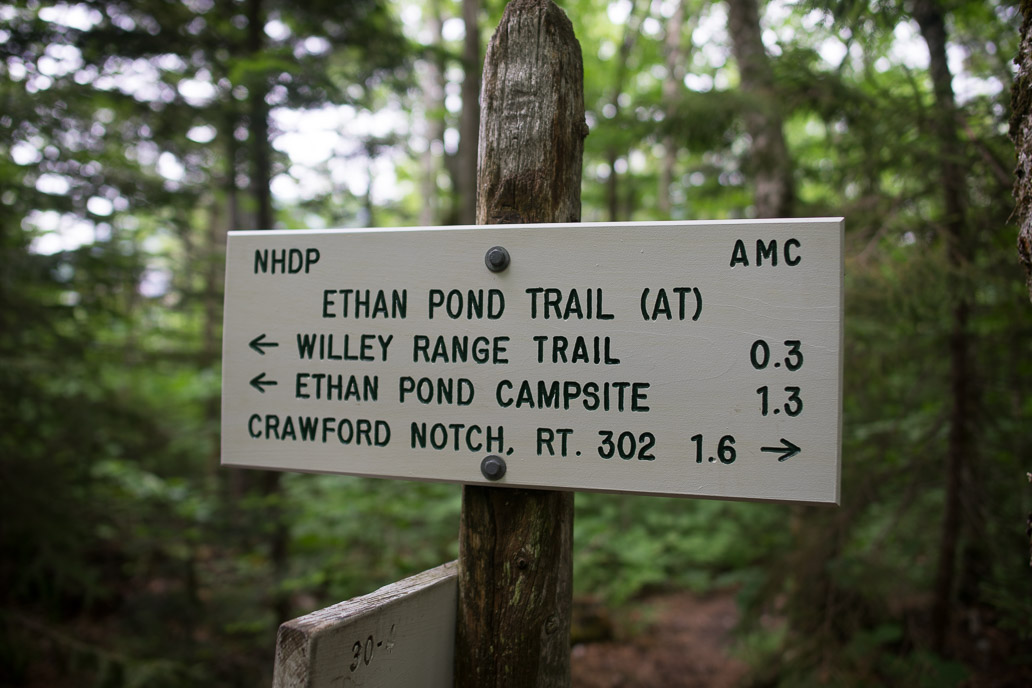 NHDP AMC
ETHAN POND TRAIL (AT)
← WILLEY RANGE TRAIL 0.3
← ETHAN POND CAMPSITE 1.3
CRAWFORD NOTCH, RT. 302 1.6 →